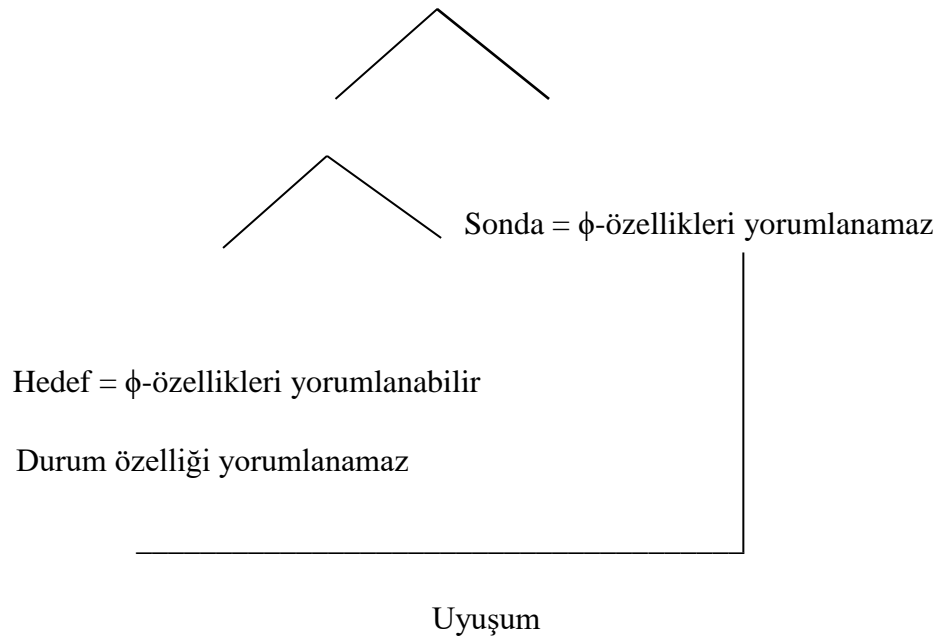 Sonda = ϕ-özellikleri yorumlanamaz
Hedef = ϕ-özellikleri yorumlanabilir
Durum özelliği yorumlanamaz
Uyuşum